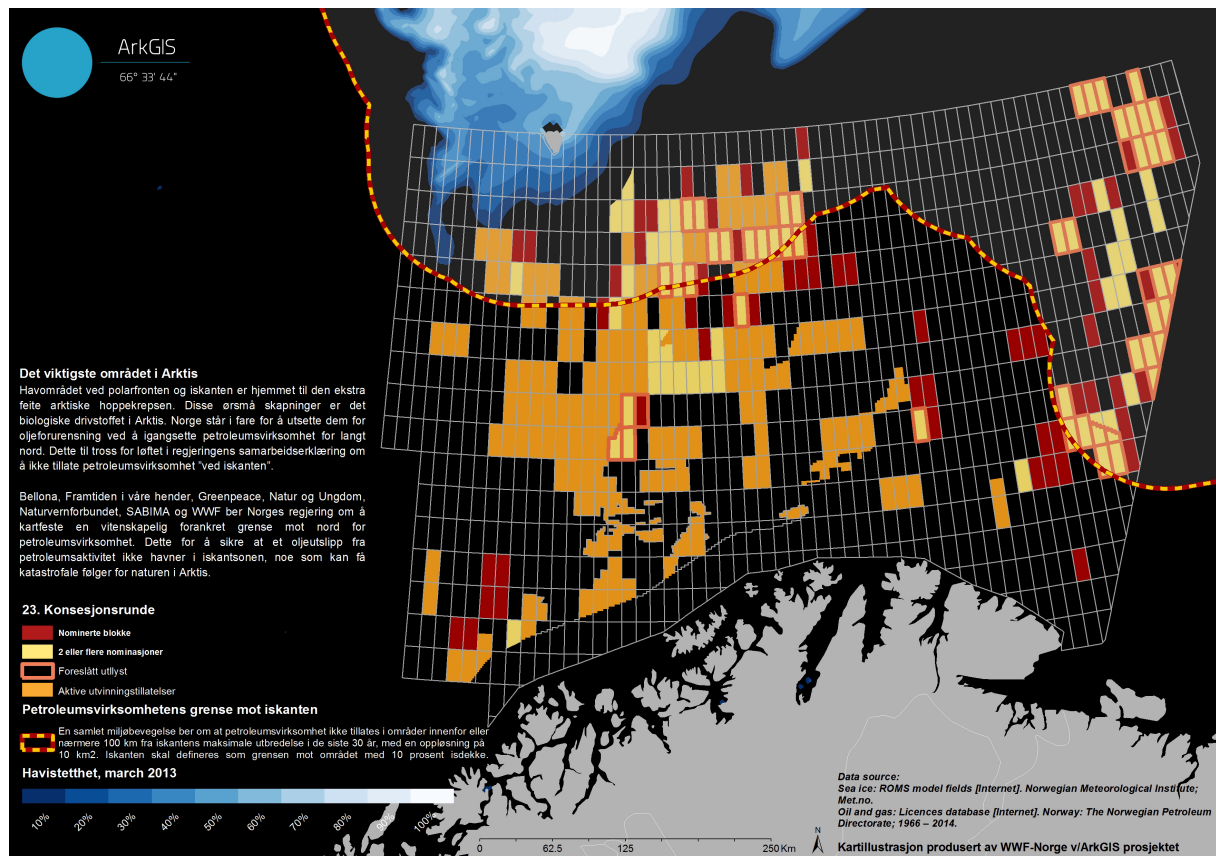 ArkGIS
66° 33' 44"
Det viktigste området i Arktis
Havområdet ved polarfronten og iskanten er hjemmet til den ekstra
feite arktiske hoppekrepsen. Disse ørsmå skapninger er det
biologiske drivstoffet i Arktis. Norge står i fare for å utsette dem for
oljeforurensning ved å igangsette petroleumsvirksomhet for langt
nord. Dette til tross for løftet i regjeringens samarbeidserklæring om
å ikke tillate petroleumsvirksomhet "ved iskanten".
Bellona, Framtiden i våre hender, Greenpeace, Natur og Ungdom,
Naturvernforbundet, SABIMA og WWF ber Norges regjering om å
kartfeste en vitenskapelig forankret grense mot nord for
petroleumsvirksomhet. Dette for å sikre at et oljeutslipp fra
petroleumsaktivitet ikke havner i iskantsonen, noe som kan få
katastrofale følger for naturen i Arktis.
23. Konsesjonsrunde
Nominerte blokke
2 eller flere nominasjoner
Foreslått utllyst
Aktive utvinningstillatelser
Petroleumsvirksomhetens grense mot iskanten
En samlet miljøbevegelse ber om at petroleumsvirksomhet ikke tillates i områder innenfor eller
nærmere 100 km fra iskantens maksimale utbredelse i de siste 30 år, med en oppløsning på
10 km2. Iskanten skal defineres som grensen mot området med 10 prosent isdekke.
Havistetthet, march 2013
10% 20% 30% 40% 50% 60% 70% 80% 90% 100%
0 62.5 125 250 Km
N
Data source:
Sea ice: ROMS model fields [Internet]. Norwegian Meteorological Institute;
Met.no.
Oil and gas: Licences database [Internet]. Norway: The Norwegian Petroleum
Directorate; 1966 – 2014.
Kartillustrasjon produsert av WWF-Norge v/ArkGIS prosjektet